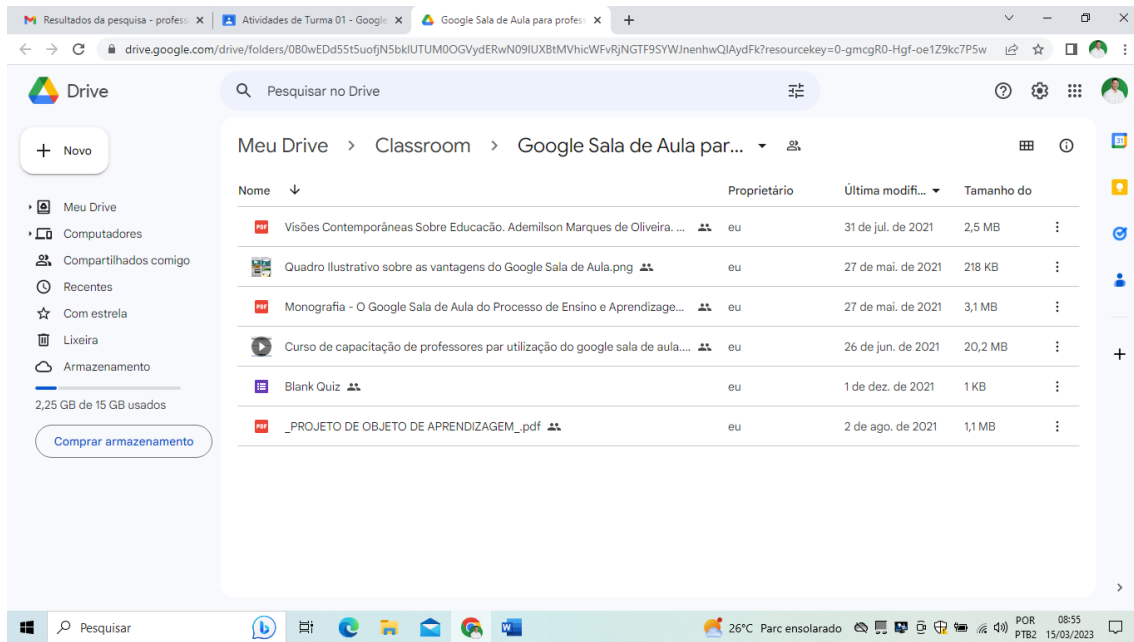 Resultados da pesquisa - profess
Atividades de Turma 01 - Google
Google Sala de Aula para profess
drive.google.com/drive/folders/0B0wEDd55t5uofjN5bklUTUM0OGVydERwN09IUXBtMVhicWFvRjNGTF9SYWJnenhwQlAydFk?resourcekey=0-gmcgR0-Hgf-oe1Z9kc7P5w
Drive
Pesquisar no Drive
Novo
Meu Drive > Classroom > Google Sala de Aula par...
Nome Proprietário Última modifi... Tamanho do
Meu Drive
Computadores
Compartilhados comigo
Recentes
Com estrela
Lixeira
Armazenamento
2,25 GB de 15 GB usados
Comprar armazenamento
PDF Visões Contemporâneas Sobre Educacão. Ademilson Marques de Oliveira. ... eu 31 de jul. de 2021 2,5 MB
Quadro Ilustrativo sobre as vantagens do Google Sala de Aula.png eu 27 de mai. de 2021 218 KB
PDF Monografia - O Google Sala de Aula do Processo de Ensino e Aprendizage... eu 27 de mai. de 2021 3,1 MB
Curso de capacitação de professores par utilização do google sala de aula.... eu 26 de jun. de 2021 20,2 MB
Blank Quiz eu 1 de dez. de 2021 1 KB
PDF _PROJETO DE OBJETO DE APRENDIZAGEM_.pdf eu 2 de ago. de 2021 1,1 MB
31
Pesquisar
26°C Parc ensolarado
POR
PTB2
08:55
15/03/2023